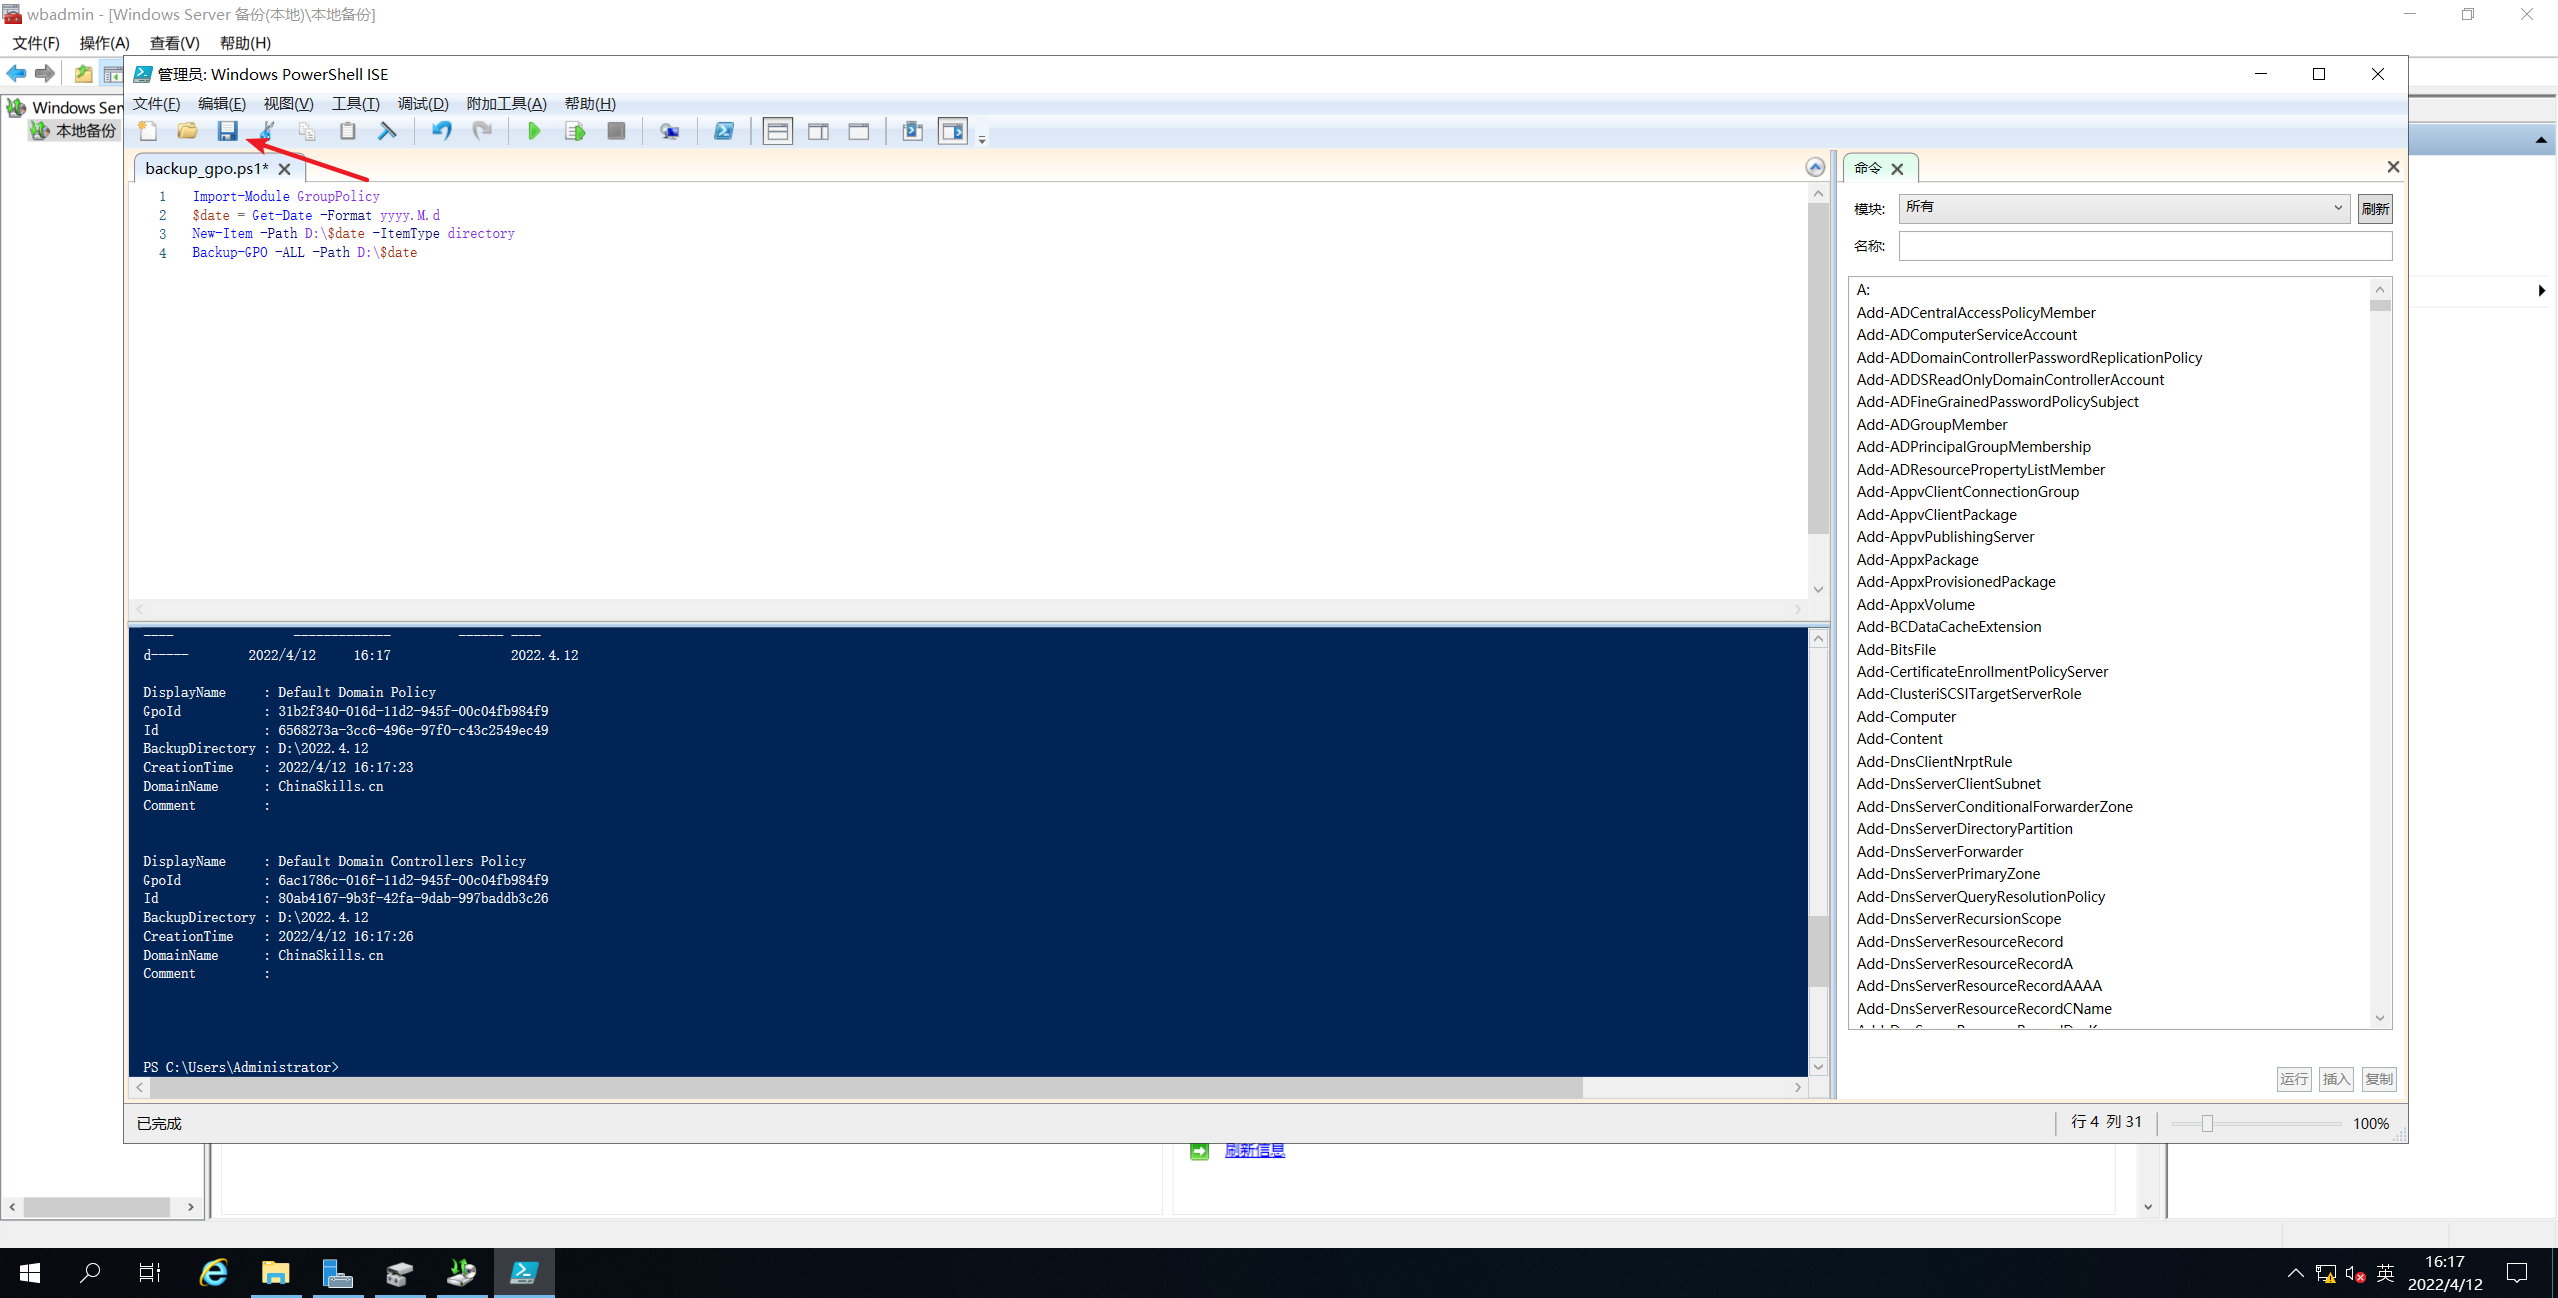 wbadmin - [Windows Server 备份(本地)\本地备份]
文件(F) 操作(A) 查看(V) 帮助(H)
Windows Ser
本地备份
管理员: Windows PowerShell ISE
文件(F) 编辑(E) 视图(V) 工具(T) 调试(D) 附加工具(A) 帮助(H)
backup_gpo.ps1*
1 Import-Module GroupPolicy
2 $date = Get-Date -Format yyyy.M.d
3 New-Item -Path D:\$date -ItemType directory
4 Backup-GPO -ALL -Path D:\$date
---- ------------- ------ ----
d----- 2022/4/12 16:17 2022.4.12
DisplayName : Default Domain Policy
GpoId : 31b2f340-016d-11d2-945f-00c04fb984f9
Id : 6568273a-3cc6-496e-97f0-c43c2549ec49
BackupDirectory : D:\2022.4.12
CreationTime : 2022/4/12 16:17:23
DomainName : ChinaSkills.cn
Comment :
DisplayName : Default Domain Controllers Policy
GpoId : 6ac1786c-016f-11d2-945f-00c04fb984f9
Id : 80ab4167-9b3f-42fa-9dab-997baddb3c26
BackupDirectory : D:\2022.4.12
CreationTime : 2022/4/12 16:17:26
DomainName : ChinaSkills.cn
Comment :
PS C:\Users\Administrator>
命令
模块: 所有 刷新
名称:
A:
Add-ADCentralAccessPolicyMember
Add-ADComputerServiceAccount
Add-ADDomainControllerPasswordReplicationPolicy
Add-ADDSReadOnlyDomainControllerAccount
Add-ADFineGrainedPasswordPolicySubject
Add-ADGroupMember
Add-ADPrincipalGroupMembership
Add-ADResourcePropertyListMember
Add-AppvClientConnectionGroup
Add-AppvClientPackage
Add-AppvPublishingServer
Add-AppxPackage
Add-AppxProvisionedPackage
Add-AppxVolume
Add-BCDataCacheExtension
Add-BitsFile
Add-CertificateEnrollmentPolicyServer
Add-ClusteriSCSITargetServerRole
Add-Computer
Add-Content
Add-DnsClientNrptRule
Add-DnsServerClientSubnet
Add-DnsServerConditionalForwarderZone
Add-DnsServerDirectoryPartition
Add-DnsServerForwarder
Add-DnsServerPrimaryZone
Add-DnsServerQueryResolutionPolicy
Add-DnsServerRecursionScope
Add-DnsServerResourceRecord
Add-DnsServerResourceRecordA
Add-DnsServerResourceRecordAAAA
Add-DnsServerResourceRecordCName
运行 插入 复制
已完成
行 4 列 31
100%
刷新信息
英
16:17
2022/4/12